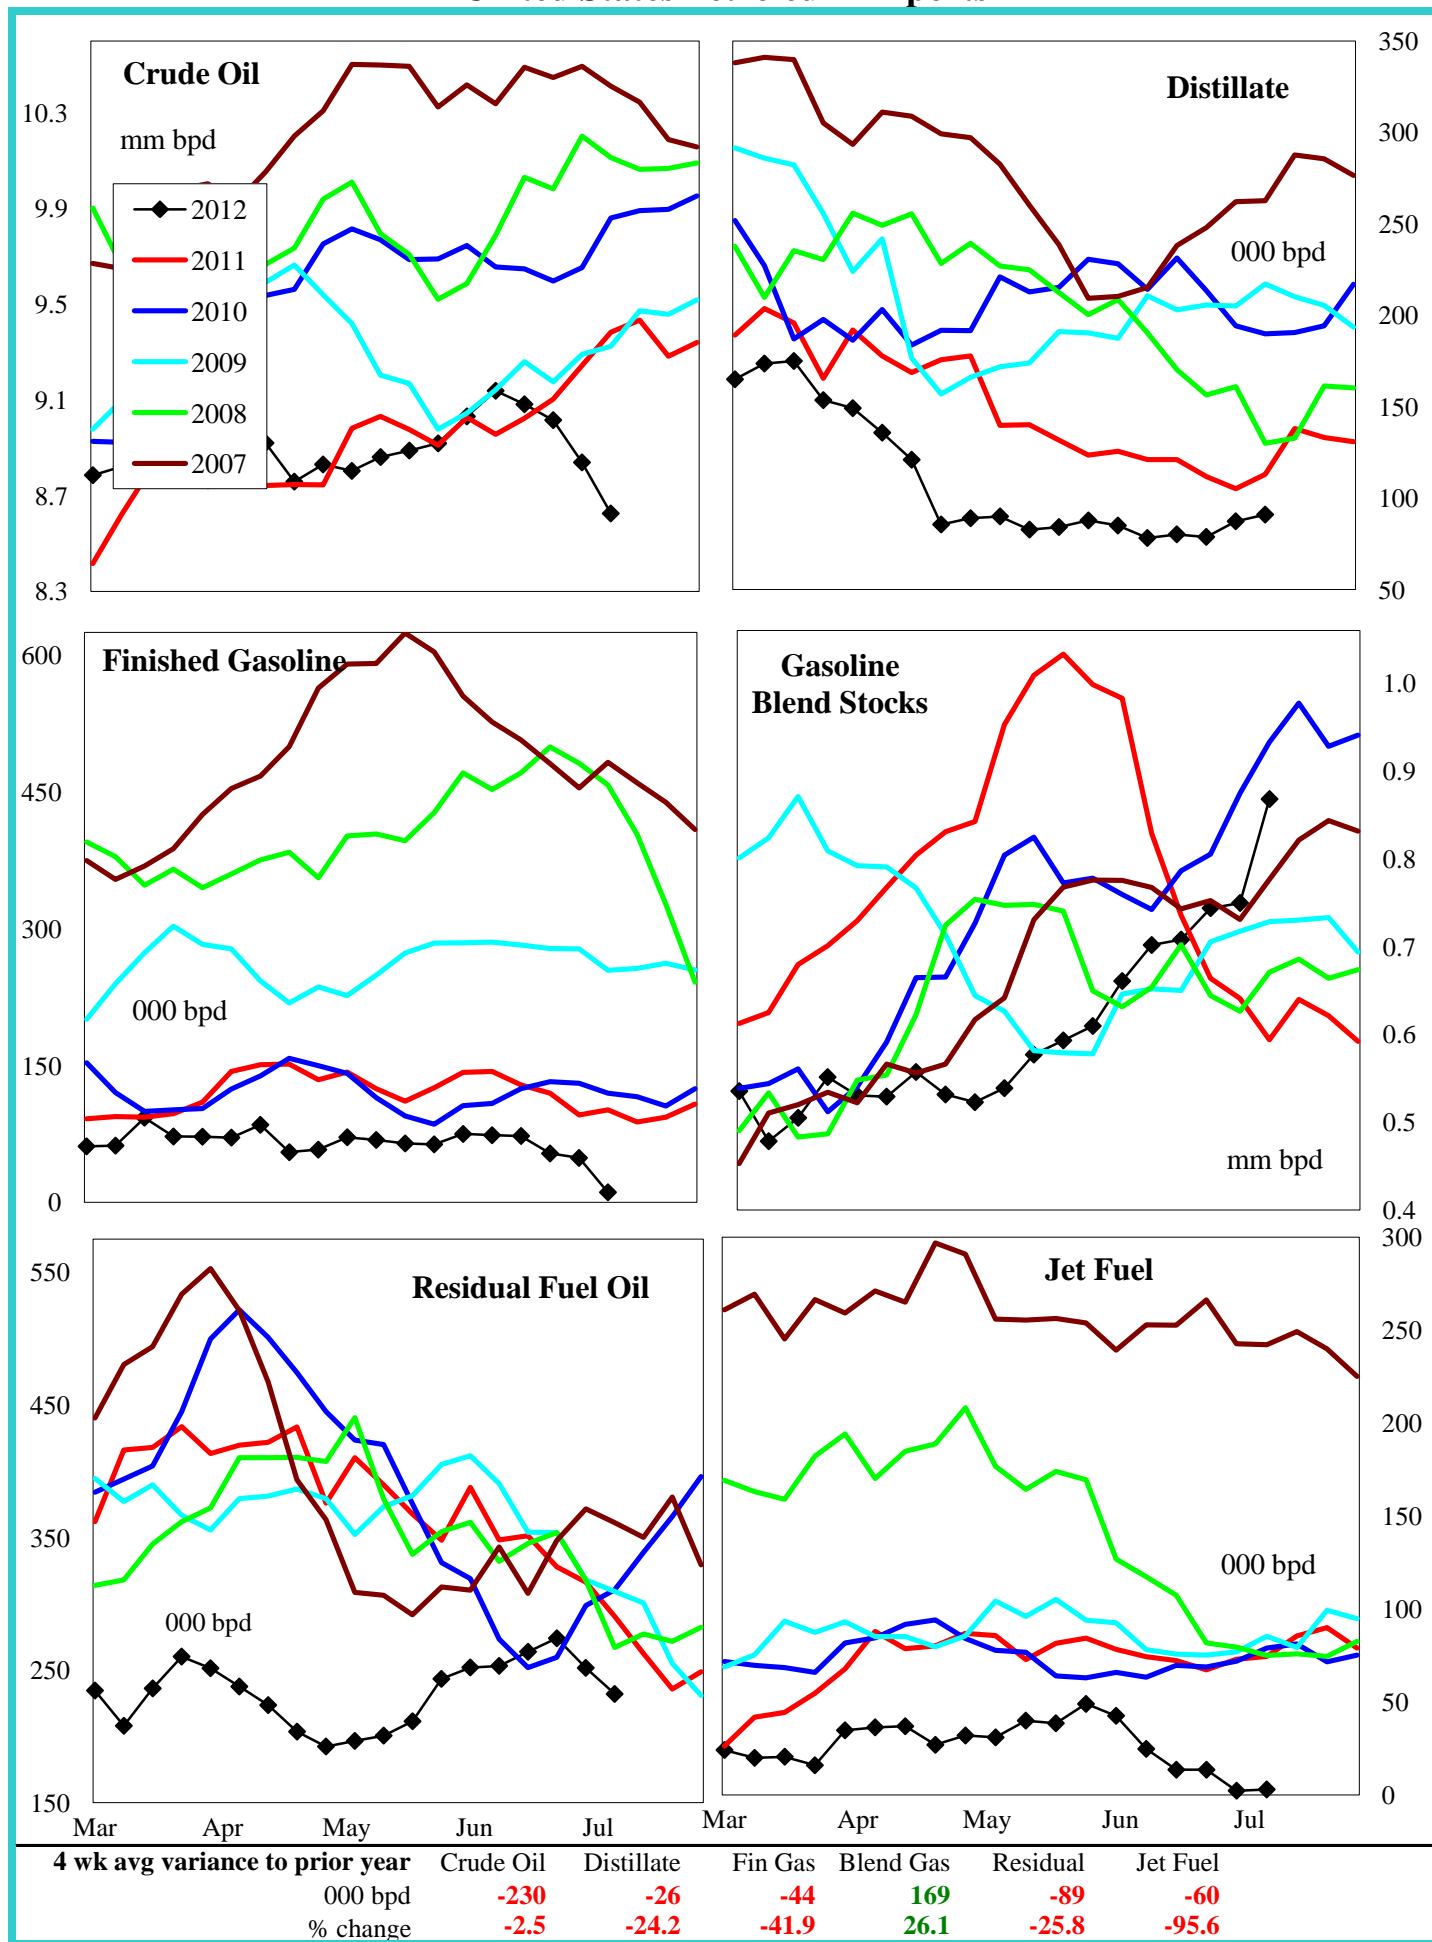 Crude Oil
mm bpd
10.3
9.9
9.5
9.1
8.7
8.3
2012
2011
2010
2009
2008
2007
Distillate
000 bpd
350
300
250
200
150
100
50
Finished Gasoline
000 bpd
600
450
300
150
0
Gasoline
Blend Stocks
mm bpd
1.0
0.9
0.8
0.7
0.6
0.5
0.4
Residual Fuel Oil
000 bpd
550
450
350
250
150
Mar Apr May Jun Jul
Jet Fuel
000 bpd
300
250
200
150
100
50
0
Mar Apr May Jun Jul
4 wk avg variance to prior year Crude Oil Distillate Fin Gas Blend Gas Residual Jet Fuel
000 bpd -230 -26 -44 169 -89 -60
% change -2.5 -24.2 -41.9 26.1 -25.8 -95.6